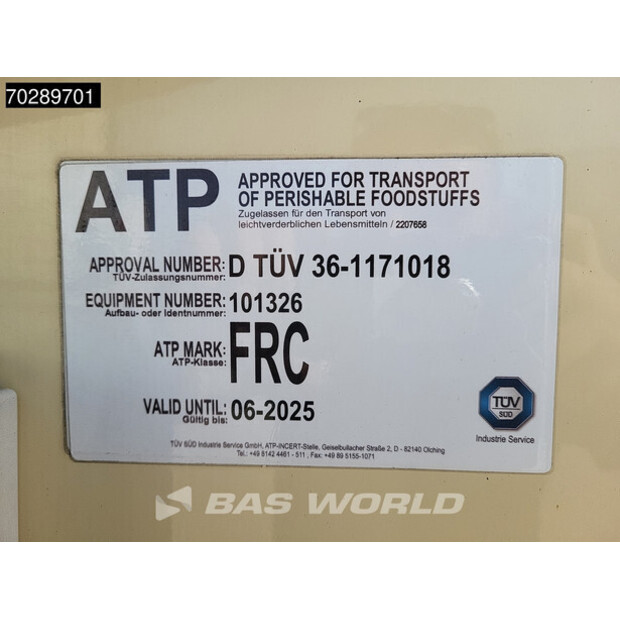 70289701
ATP
APPROVED FOR TRANSPORT
OF PERISHABLE FOODSTUFFS
Zugelassen für den Transport von
leichtverderblichen Lebensmitteln / 2207658
APPROVAL NUMBER: D TÜV 36-1171018
TÜV-Zulassungsnummer:
EQUIPMENT NUMBER: 101326
Aufbau- oder Identnummer:
ATP MARK: FRC
ATP-Klasse:
VALID UNTIL: 06-2025
Gültig bis:
TÜV
SÜD
Industrie Service
TÜV SÜD Industrie Service GmbH, ATP-INCERT-Stelle, Geiselbullacher Straße 2, D - 82140 Olching
Tel.: +49 8142 4461 - 511 , Fax: +49 89 5155-1071
BAS WORLD